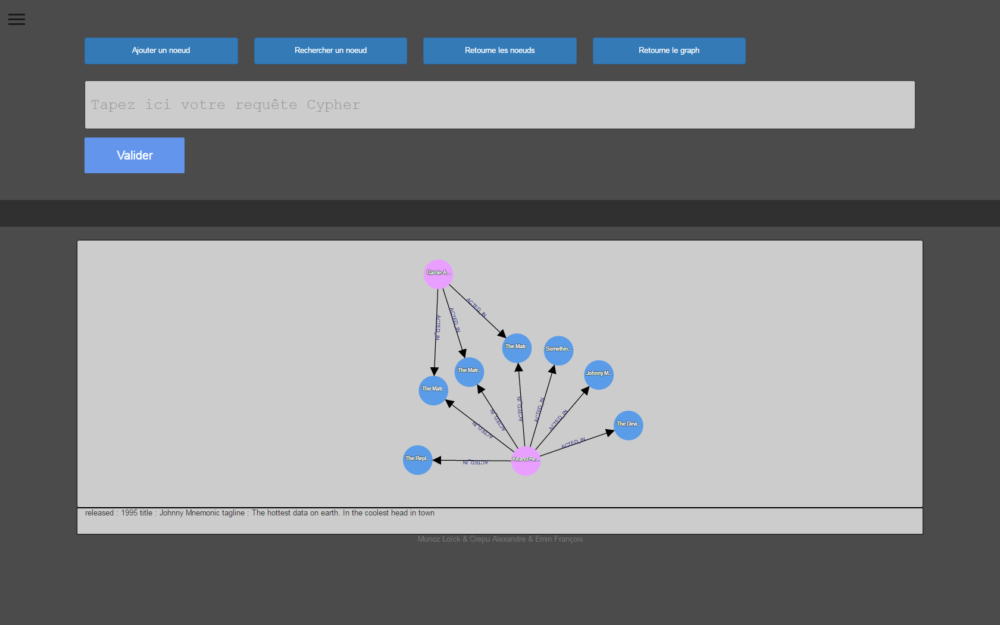 Ajouter un noeud
Rechercher un noeud
Retourne les noeuds
Retourne le graph
Tapez ici votre requête Cypher
Valider
Carrie-A...
ACTED_IN
ACTED_IN
ACTED_IN
The Matr...
Somethin...
The Matr...
Johnny M...
The Matr...
ACTED_IN
ACTED_IN
ACTED_IN
ACTED_IN
ACTED_IN
The Devi...
ACTED_IN
The Repl...
ACTED_IN
Keanu Re...
released : 1995 title : Johnny Mnemonic tagline : The hottest data on earth. In the coolest head in town
Munoz Loïck & Crepu Alexandre & Emin François